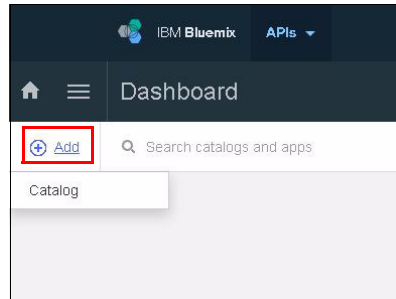 IBM Bluemix APIs
Dashboard
Add Search catalogs and apps
Catalog